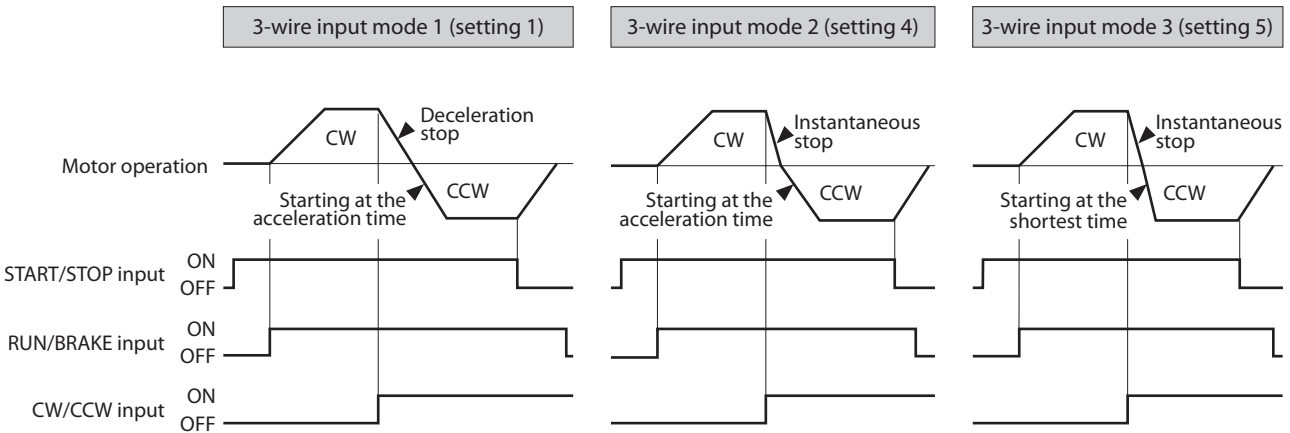 3-wire input mode 1 (setting 1)
3-wire input mode 2 (setting 4)
3-wire input mode 3 (setting 5)
Motor operation
CW
Deceleration
stop
Starting at the
acceleration time
CCW
CW
Instantaneous
stop
Starting at the
acceleration time
CCW
CW
Instantaneous
stop
Starting at the
shortest time
CCW
START/STOP input
ON
OFF
RUN/BRAKE input
ON
OFF
CW/CCW input
ON
OFF